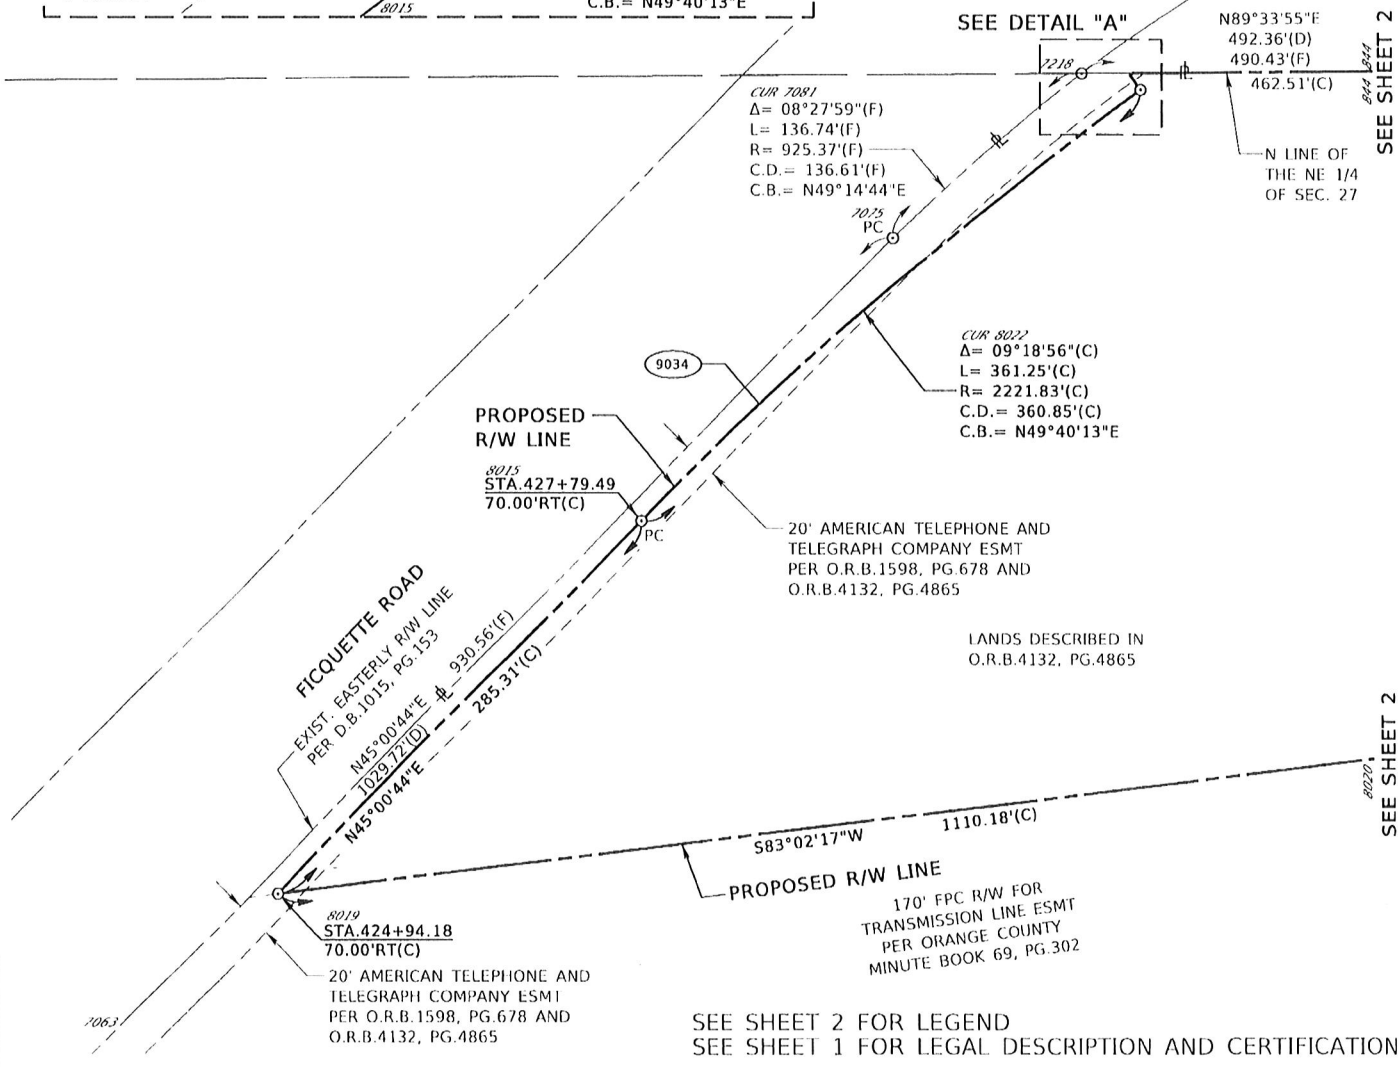 8015
C.B.= N49°40'13"E
SEE DETAIL "A"
N89°33'55"E
492.36'(D)
490.43'(F)
462.51'(C)
844
844
SEE SHEET 2
7218
CUR 7081
Δ= 08°27'59"(F)
L= 136.74'(F)
R= 925.37'(F)
C.D.= 136.61'(F)
C.B.= N49°14'44"E
N LINE OF
THE NE 1/4
OF SEC. 27
7075
PC
CUR 8022
Δ= 09°18'56"(C)
L= 361.25'(C)
R= 2221.83'(C)
C.D.= 360.85'(C)
C.B.= N49°40'13"E
9034
PROPOSED
R/W LINE
8015
STA.427+79.49
70.00'RT(C)
PC
20' AMERICAN TELEPHONE AND
TELEGRAPH COMPANY ESMT
PER O.R.B.1598, PG.678 AND
O.R.B.4132, PG.4865
LANDS DESCRIBED IN
O.R.B.4132, PG.4865
FICQUETTE ROAD
EXIST. EASTERLY R/W LINE
PER D.B.1015, PG.153
N45°00'44"E
930.56'(F)
1029.72'(D)
N45°00'44"E
285.31'(C)
SEE SHEET 2
8020
S83°02'17"W
1110.18'(C)
PROPOSED R/W LINE
170' FPC R/W FOR
TRANSMISSION LINE ESMT
PER ORANGE COUNTY
MINUTE BOOK 69, PG.302
8019
STA.424+94.18
70.00'RT(C)
20' AMERICAN TELEPHONE AND
TELEGRAPH COMPANY ESMT
PER O.R.B.1598, PG.678 AND
O.R.B.4132, PG.4865
7063
SEE SHEET 2 FOR LEGEND
SEE SHEET 1 FOR LEGAL DESCRIPTION AND CERTIFICATION